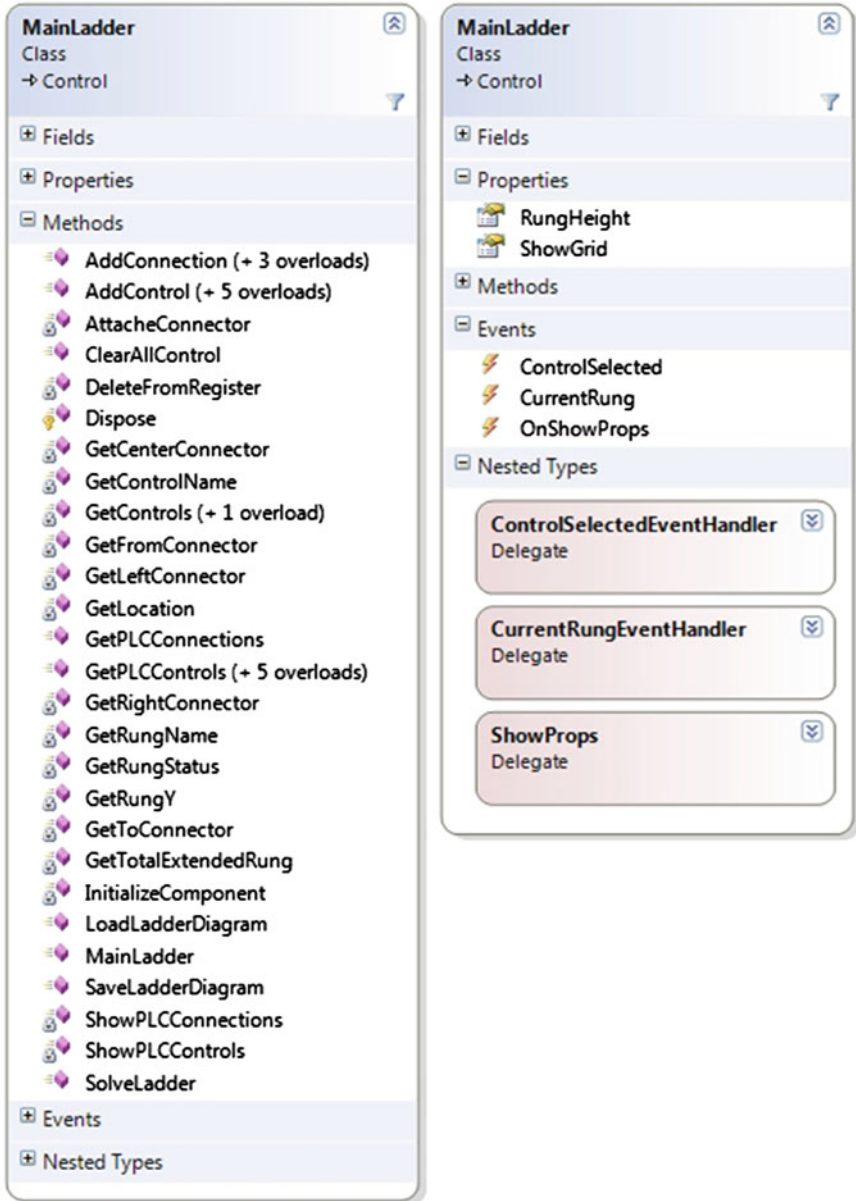 MainLadder
Class
Control
Fields
Properties
Methods
AddConnection (+ 3 overloads)
AddControl (+ 5 overloads)
AttacheConnector
ClearAllControl
DeleteFromRegister
Dispose
GetCenterConnector
GetControlName
GetControls (+ 1 overload)
GetFromConnector
GetLeftConnector
GetLocation
GetPLCConnections
GetPLCControls (+ 5 overloads)
GetRightConnector
GetRungName
GetRungStatus
GetRungY
GetToConnector
GetTotalExtendedRung
InitializeComponent
LoadLadderDiagram
MainLadder
SaveLadderDiagram
ShowPLCConnections
ShowPLCControls
SolveLadder
Events
Nested Types
MainLadder
Class
Control
Fields
Properties
RungHeight
ShowGrid
Methods
Events
ControlSelected
CurrentRung
OnShowProps
Nested Types
ControlSelectedEventHandler
Delegate
CurrentRungEventHandler
Delegate
ShowProps
Delegate